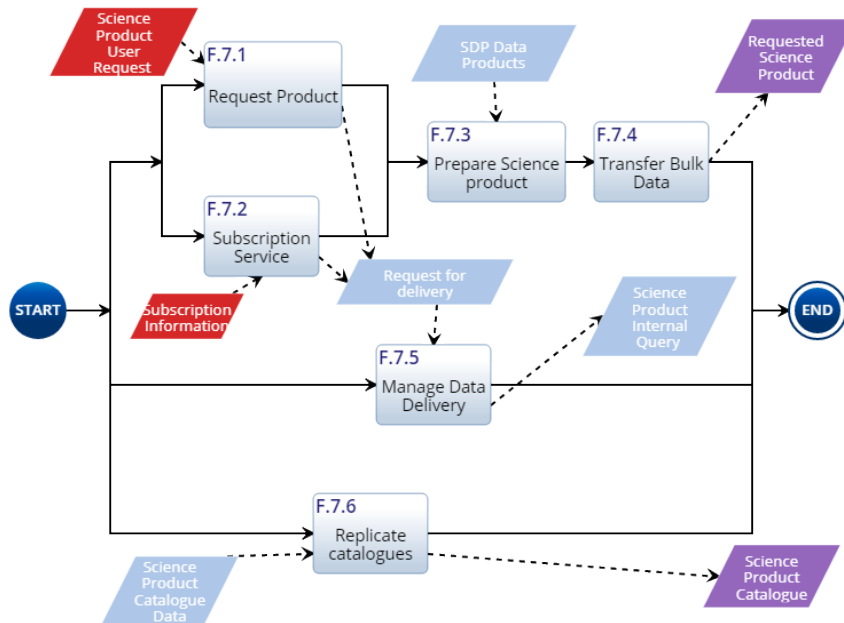 Science
Product
User
Request
F.7.1
Request Product
SDP Data
Products
Requested
Science
Product
F.7.3
Prepare Science
product
F.7.4
Transfer Bulk
Data
F.7.2
Subscription
Service
Subscription
Information
Request for
delivery
Science
Product
Internal
Query
START
END
F.7.5
Manage Data
Delivery
F.7.6
Replicate
catalogues
Science
Product
Catalogue
Data
Science
Product
Catalogue